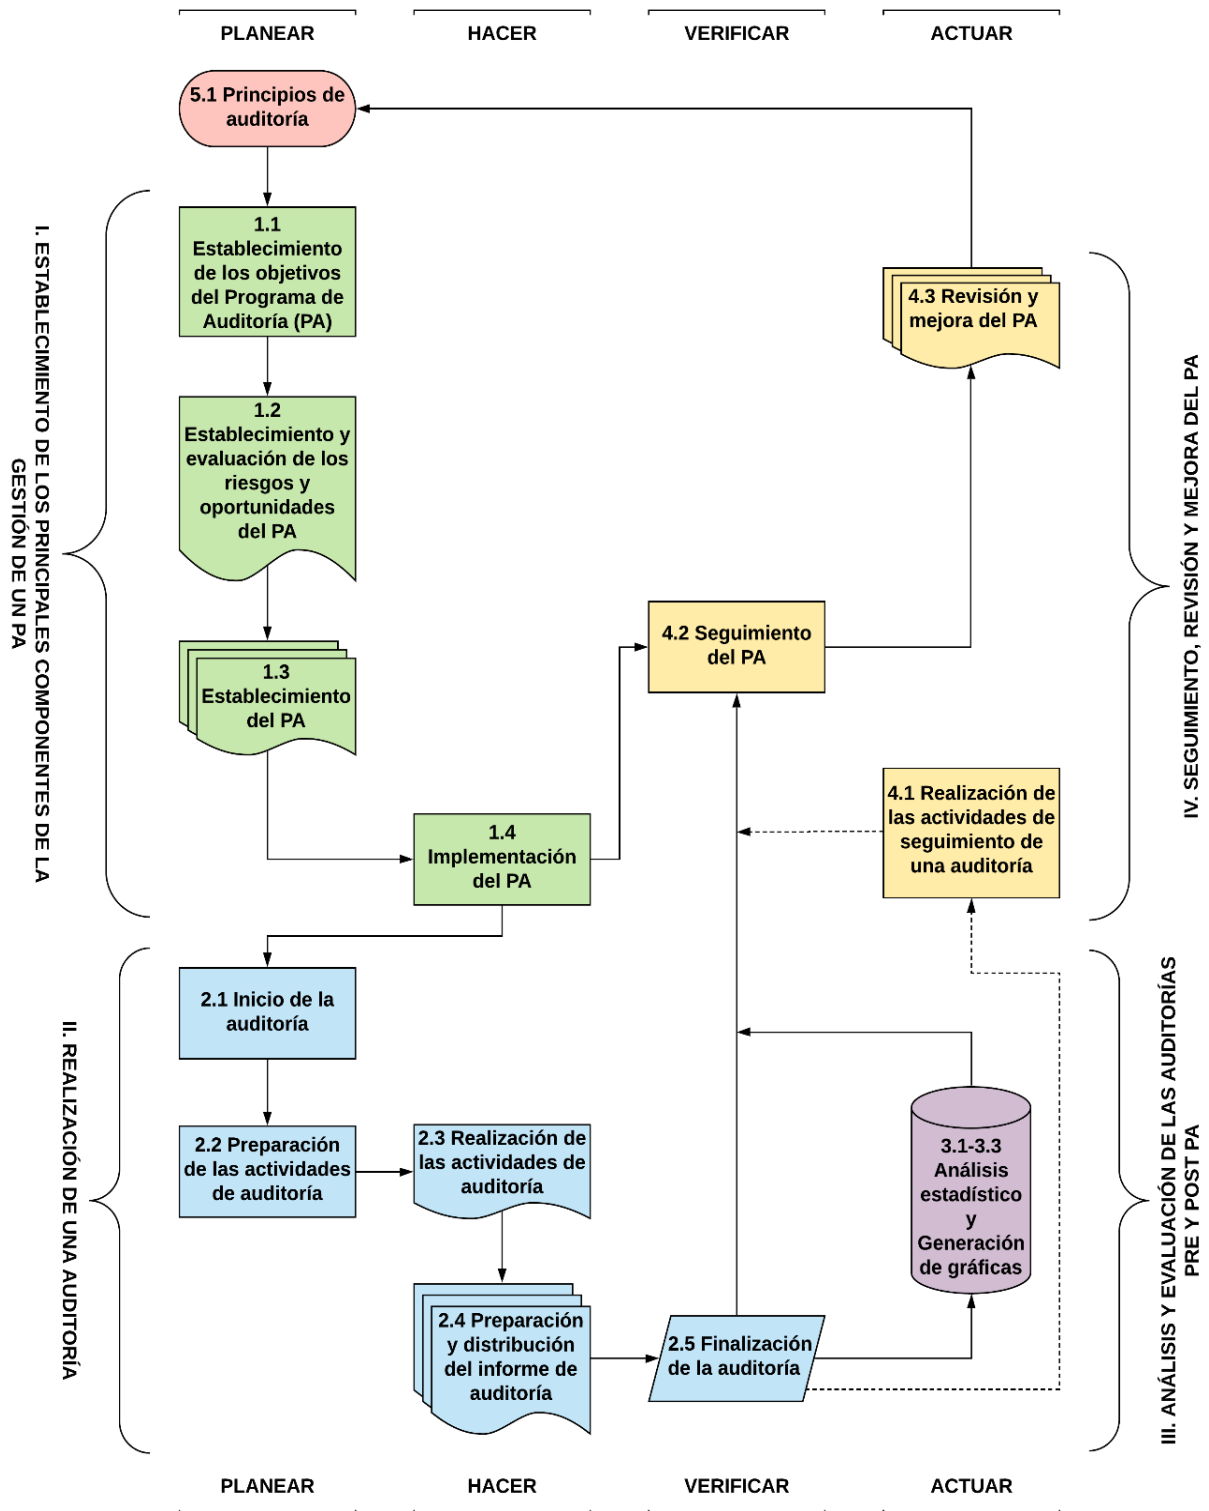 PLANEAR
HACER
VERIFICAR
ACTUAR
5.1 Principios de
auditoría
I. ESTABLECIMIENTO DE LOS PRINCIPALES COMPONENTES DE LA
GESTIÓN DE UN PA
1.1
Establecimiento
de los objetivos
del Programa de
Auditoría (PA)
1.2
Establecimiento y
evaluación de los
riesgos y
oportunidades
del PA
1.3
Establecimiento
del PA
1.4
Implementación
del PA
4.2 Seguimiento
del PA
4.3 Revisión y
mejora del PA
4.1 Realización de
las actividades de
seguimiento de
una auditoría
IV. SEGUIMIENTO, REVISIÓN Y MEJORA DEL PA
II. REALIZACIÓN DE UNA AUDITORÍA
2.1 Inicio de la
auditoría
2.2 Preparación
de las actividades
de auditoría
2.3 Realización de
las actividades de
auditoría
2.4 Preparación
y distribución
del informe de
auditoría
2.5 Finalización
de la auditoría
3.1-3.3
Análisis
estadístico
y
Generación
de gráficas
III. ANÁLISIS Y EVALUACIÓN DE LAS AUDITORÍAS
PRE Y POST PA
PLANEAR
HACER
VERIFICAR
ACTUAR